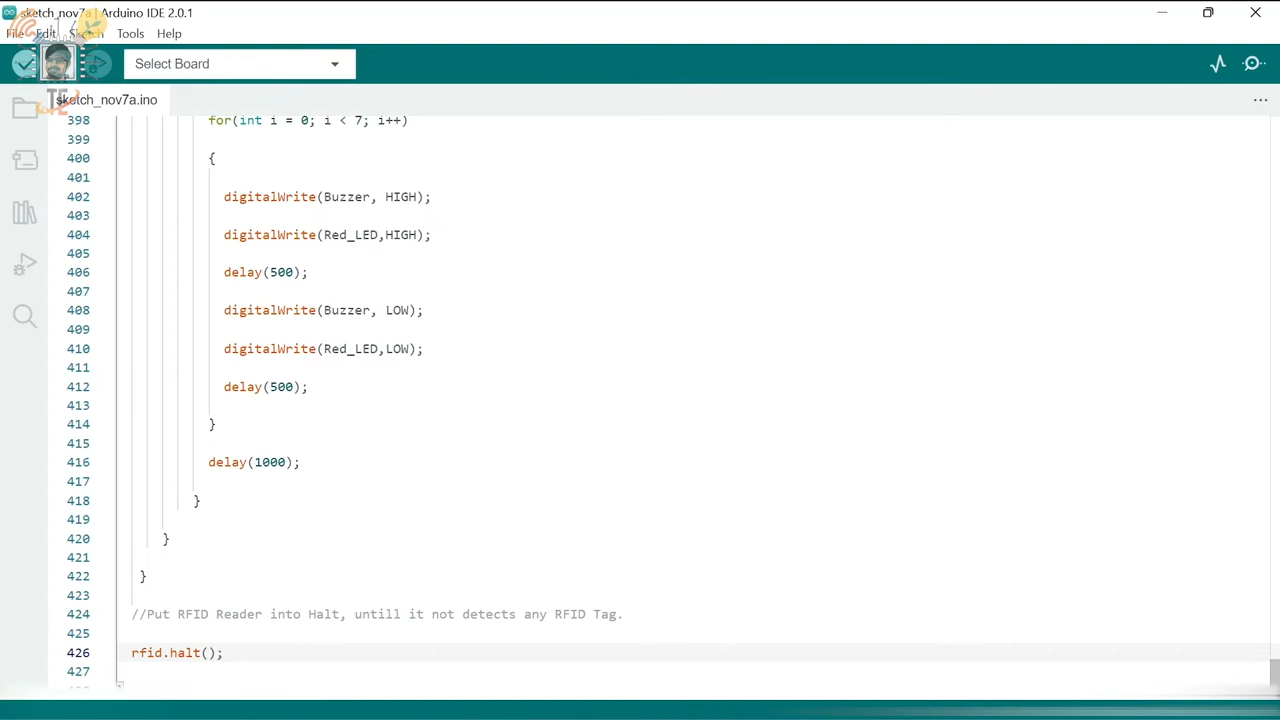 sketch_nov7a | Arduino IDE 2.0.1
File Edit Sketch Tools Help
Select Board
sketch_nov7a.ino
398 for(int i = 0; i < 7; i++)
399
400 {
401
402 digitalWrite(Buzzer, HIGH);
403
404 digitalWrite(Red_LED,HIGH);
405
406 delay(500);
407
408 digitalWrite(Buzzer, LOW);
409
410 digitalWrite(Red_LED,LOW);
411
412 delay(500);
413
414 }
415
416 delay(1000);
417
418 }
419
420 }
421
422 }
423
424 //Put RFID Reader into Halt, untill it not detects any RFID Tag.
425
426 rfid.halt();
427